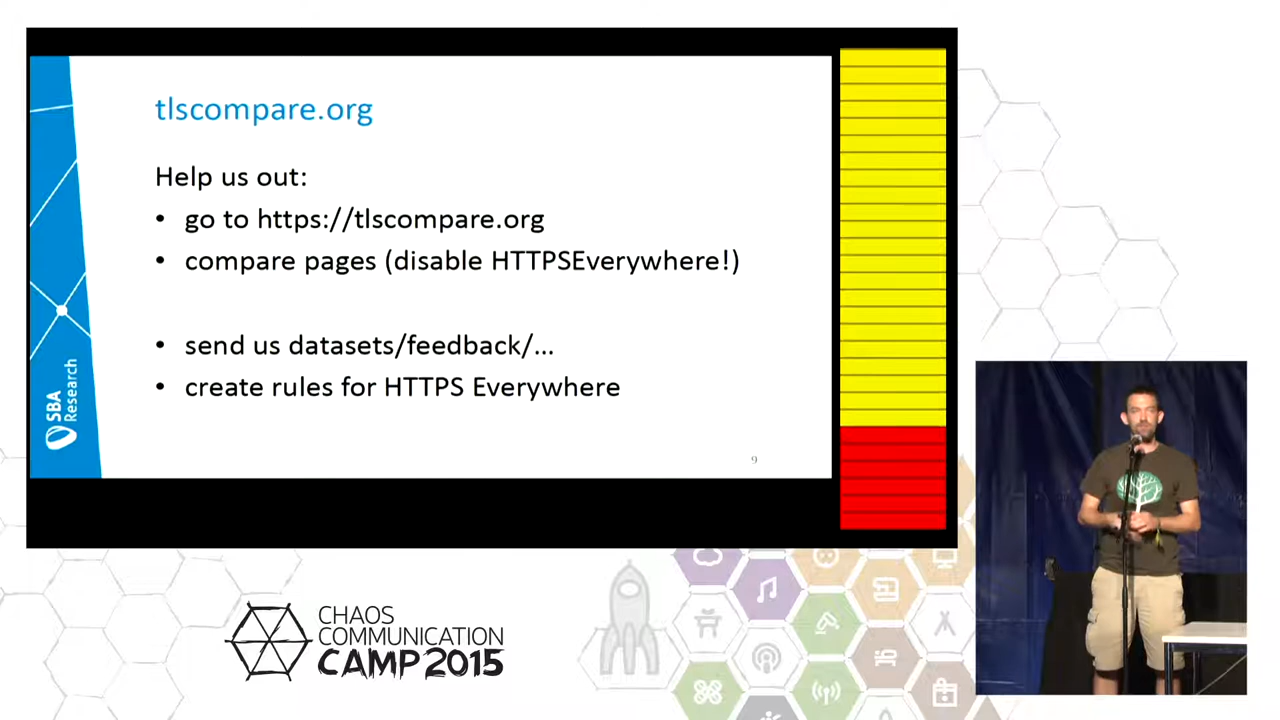 tlscompare.org
Help us out:
• go to https://tlscompare.org
• compare pages (disable HTTPSEverywhere!)
• send us datasets/feedback/...
• create rules for HTTPS Everywhere
SBA
Research
9
CHAOS
COMMUNICATION
CAMP 2015